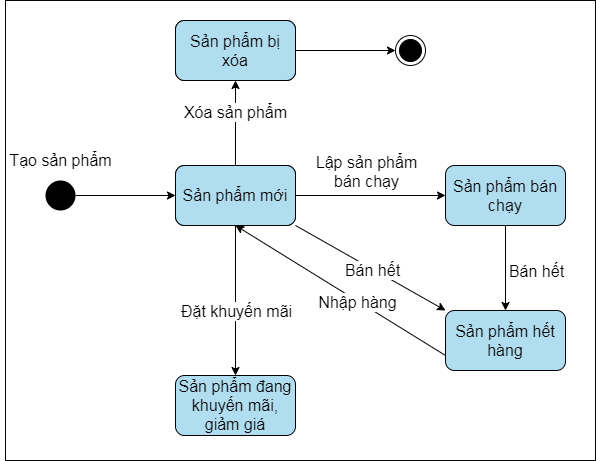 Sản phẩm bị
xóa
Xóa sản phẩm
Tạo sản phẩm
Lập sản phẩm
bán chạy
Sản phẩm mới
Sản phẩm bán
chạy
Bán hết
Bán hết
Nhập hàng
Đặt khuyến mãi
Sản phẩm hết
hàng
Sản phẩm đang
khuyến mãi,
giảm giá